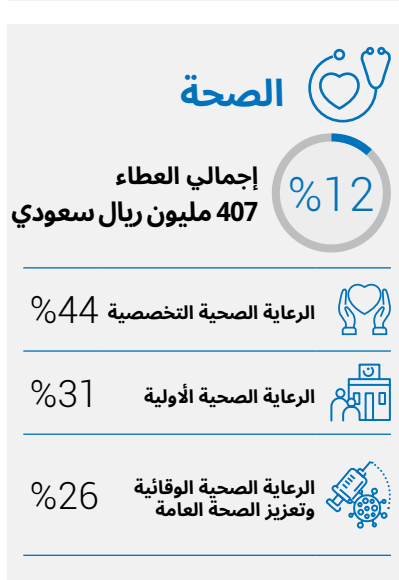 الصحة
%12
إجمالي العطاء
407 مليون ريال سعودي
الرعاية الصحية التخصصية %44
الرعاية الصحية الأولية %31
الرعاية الصحية الوقائية
وتعزيز الصحة العامة
%26